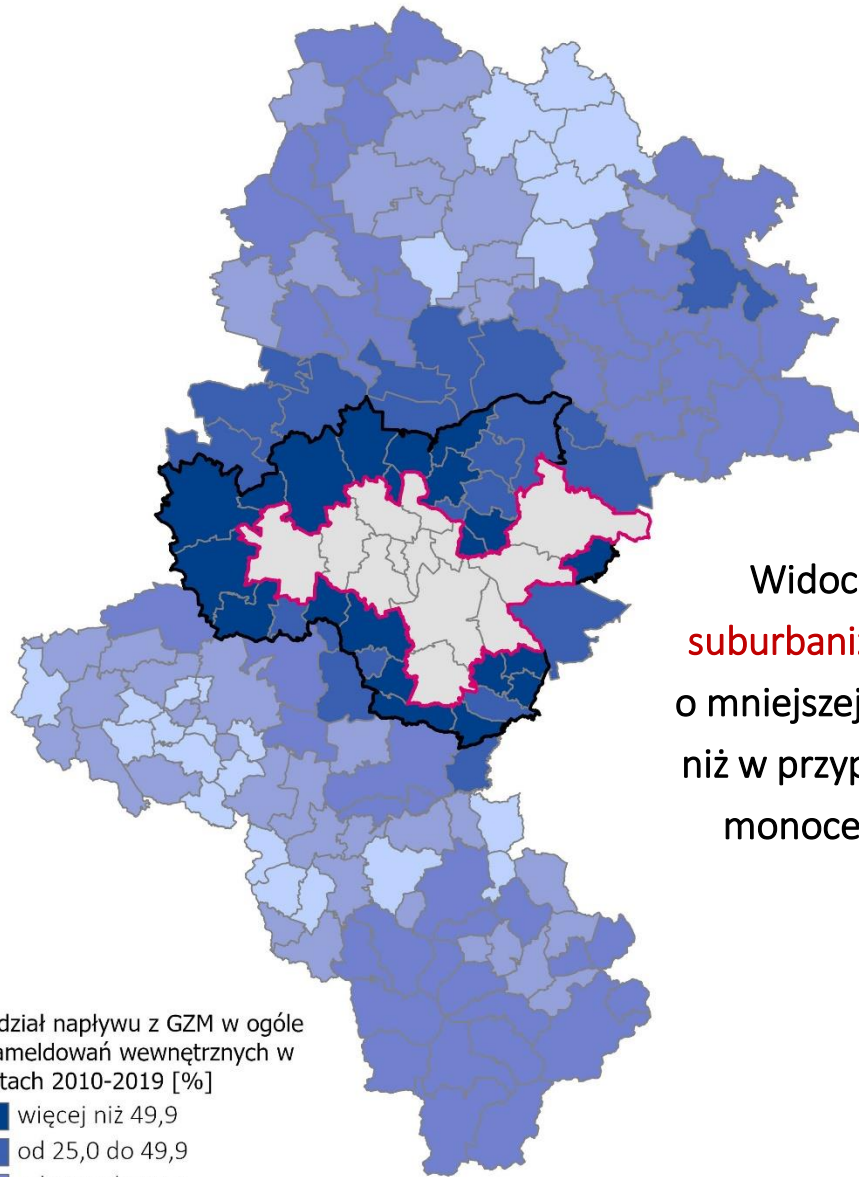 suburbaniz
o mniejszej
niż w przyp
monoce
dział napływu z GZM w ogóle
ameldowań wewnętrznych w
tach 2010-2019 [%]
więcej niż 49,9
od 25,0 do 49,9